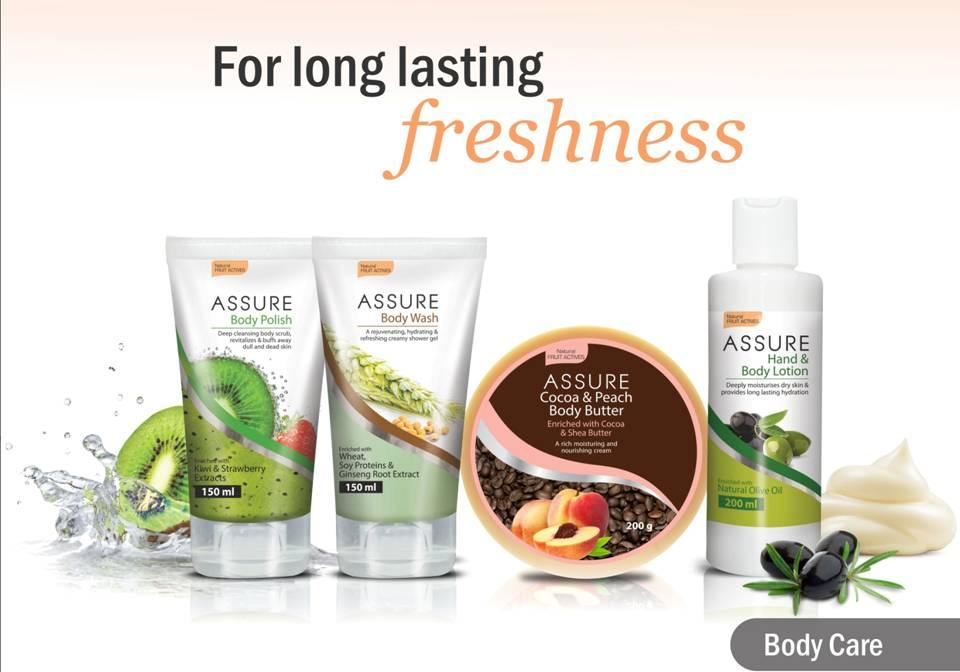 For long lasting
freshness
Natural
FRUIT ACTIVES
ASSURE
Body Polish
Deep cleansing body scrub,
revitalizes & buffs away
dull and dead skin
Enriched with
Kiwi & Strawberry
Extracts
150 ml
Natural
FRUIT ACTIVES
ASSURE
Body Wash
A rejuvenating, hydrating &
refreshing creamy shower gel
Enriched with
Wheat,
Soy Proteins &
Ginseng Root Extract
150 ml
Natural
FRUIT ACTIVES
ASSURE
Cocoa & Peach
Body Butter
Enriched with Cocoa
& Shea Butter
A rich moisturing and
nourishing cream
200 g
Natural
FRUIT ACTIVES
ASSURE
Hand &
Body Lotion
Deeply moisturises dry skin &
provides long lasting hydration
Enriched with
Natural Olive Oil
200 ml
Body Care